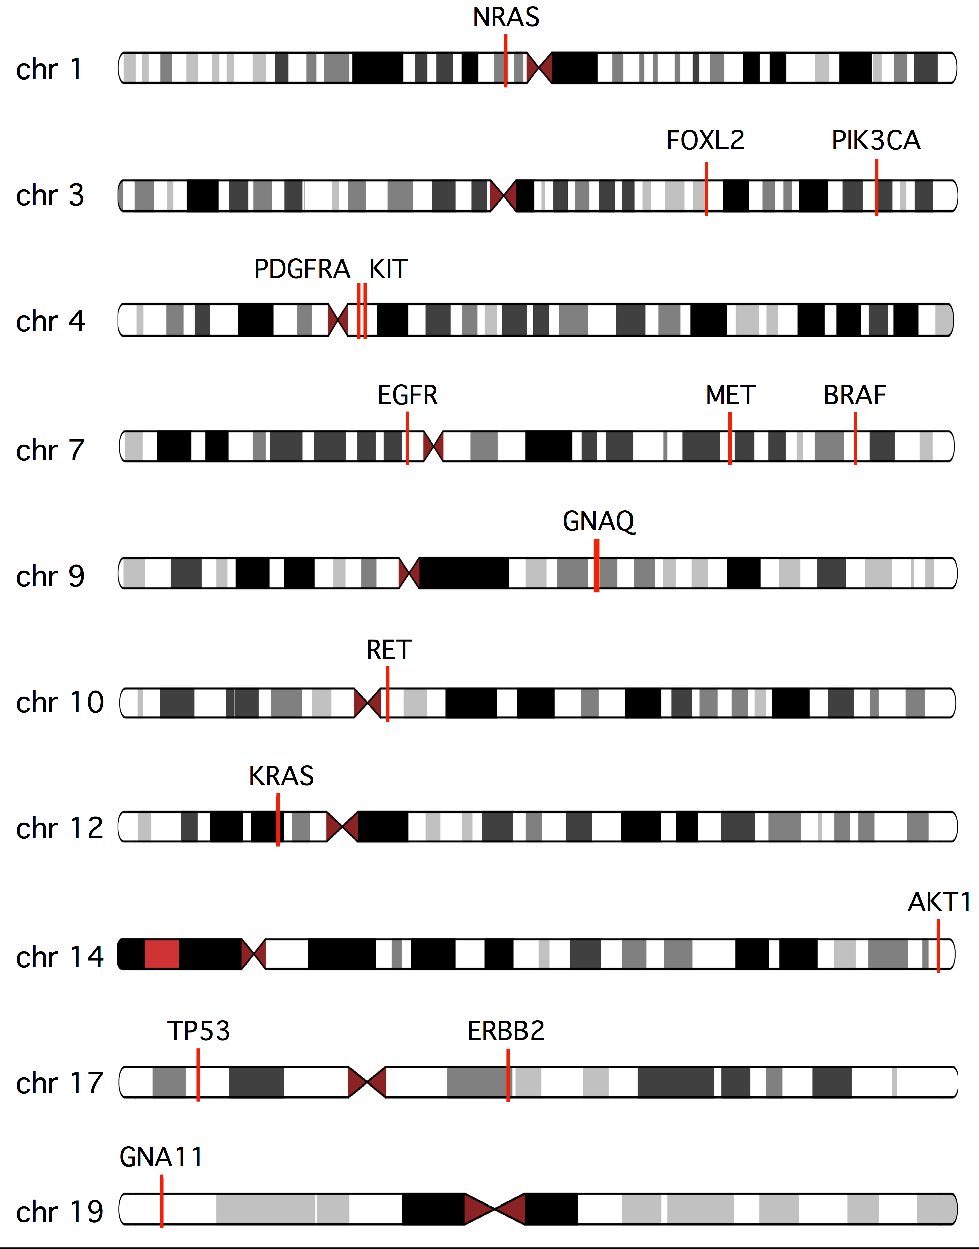 NRAS
chr 1
FOXL2 PIK3CA
chr 3
PDGFRA KIT
chr 4
EGFR MET BRAF
chr 7
GNAQ
chr 9
RET
chr 10
KRAS
chr 12
AKT1
chr 14
TP53 ERBB2
chr 17
GNA11
chr 19